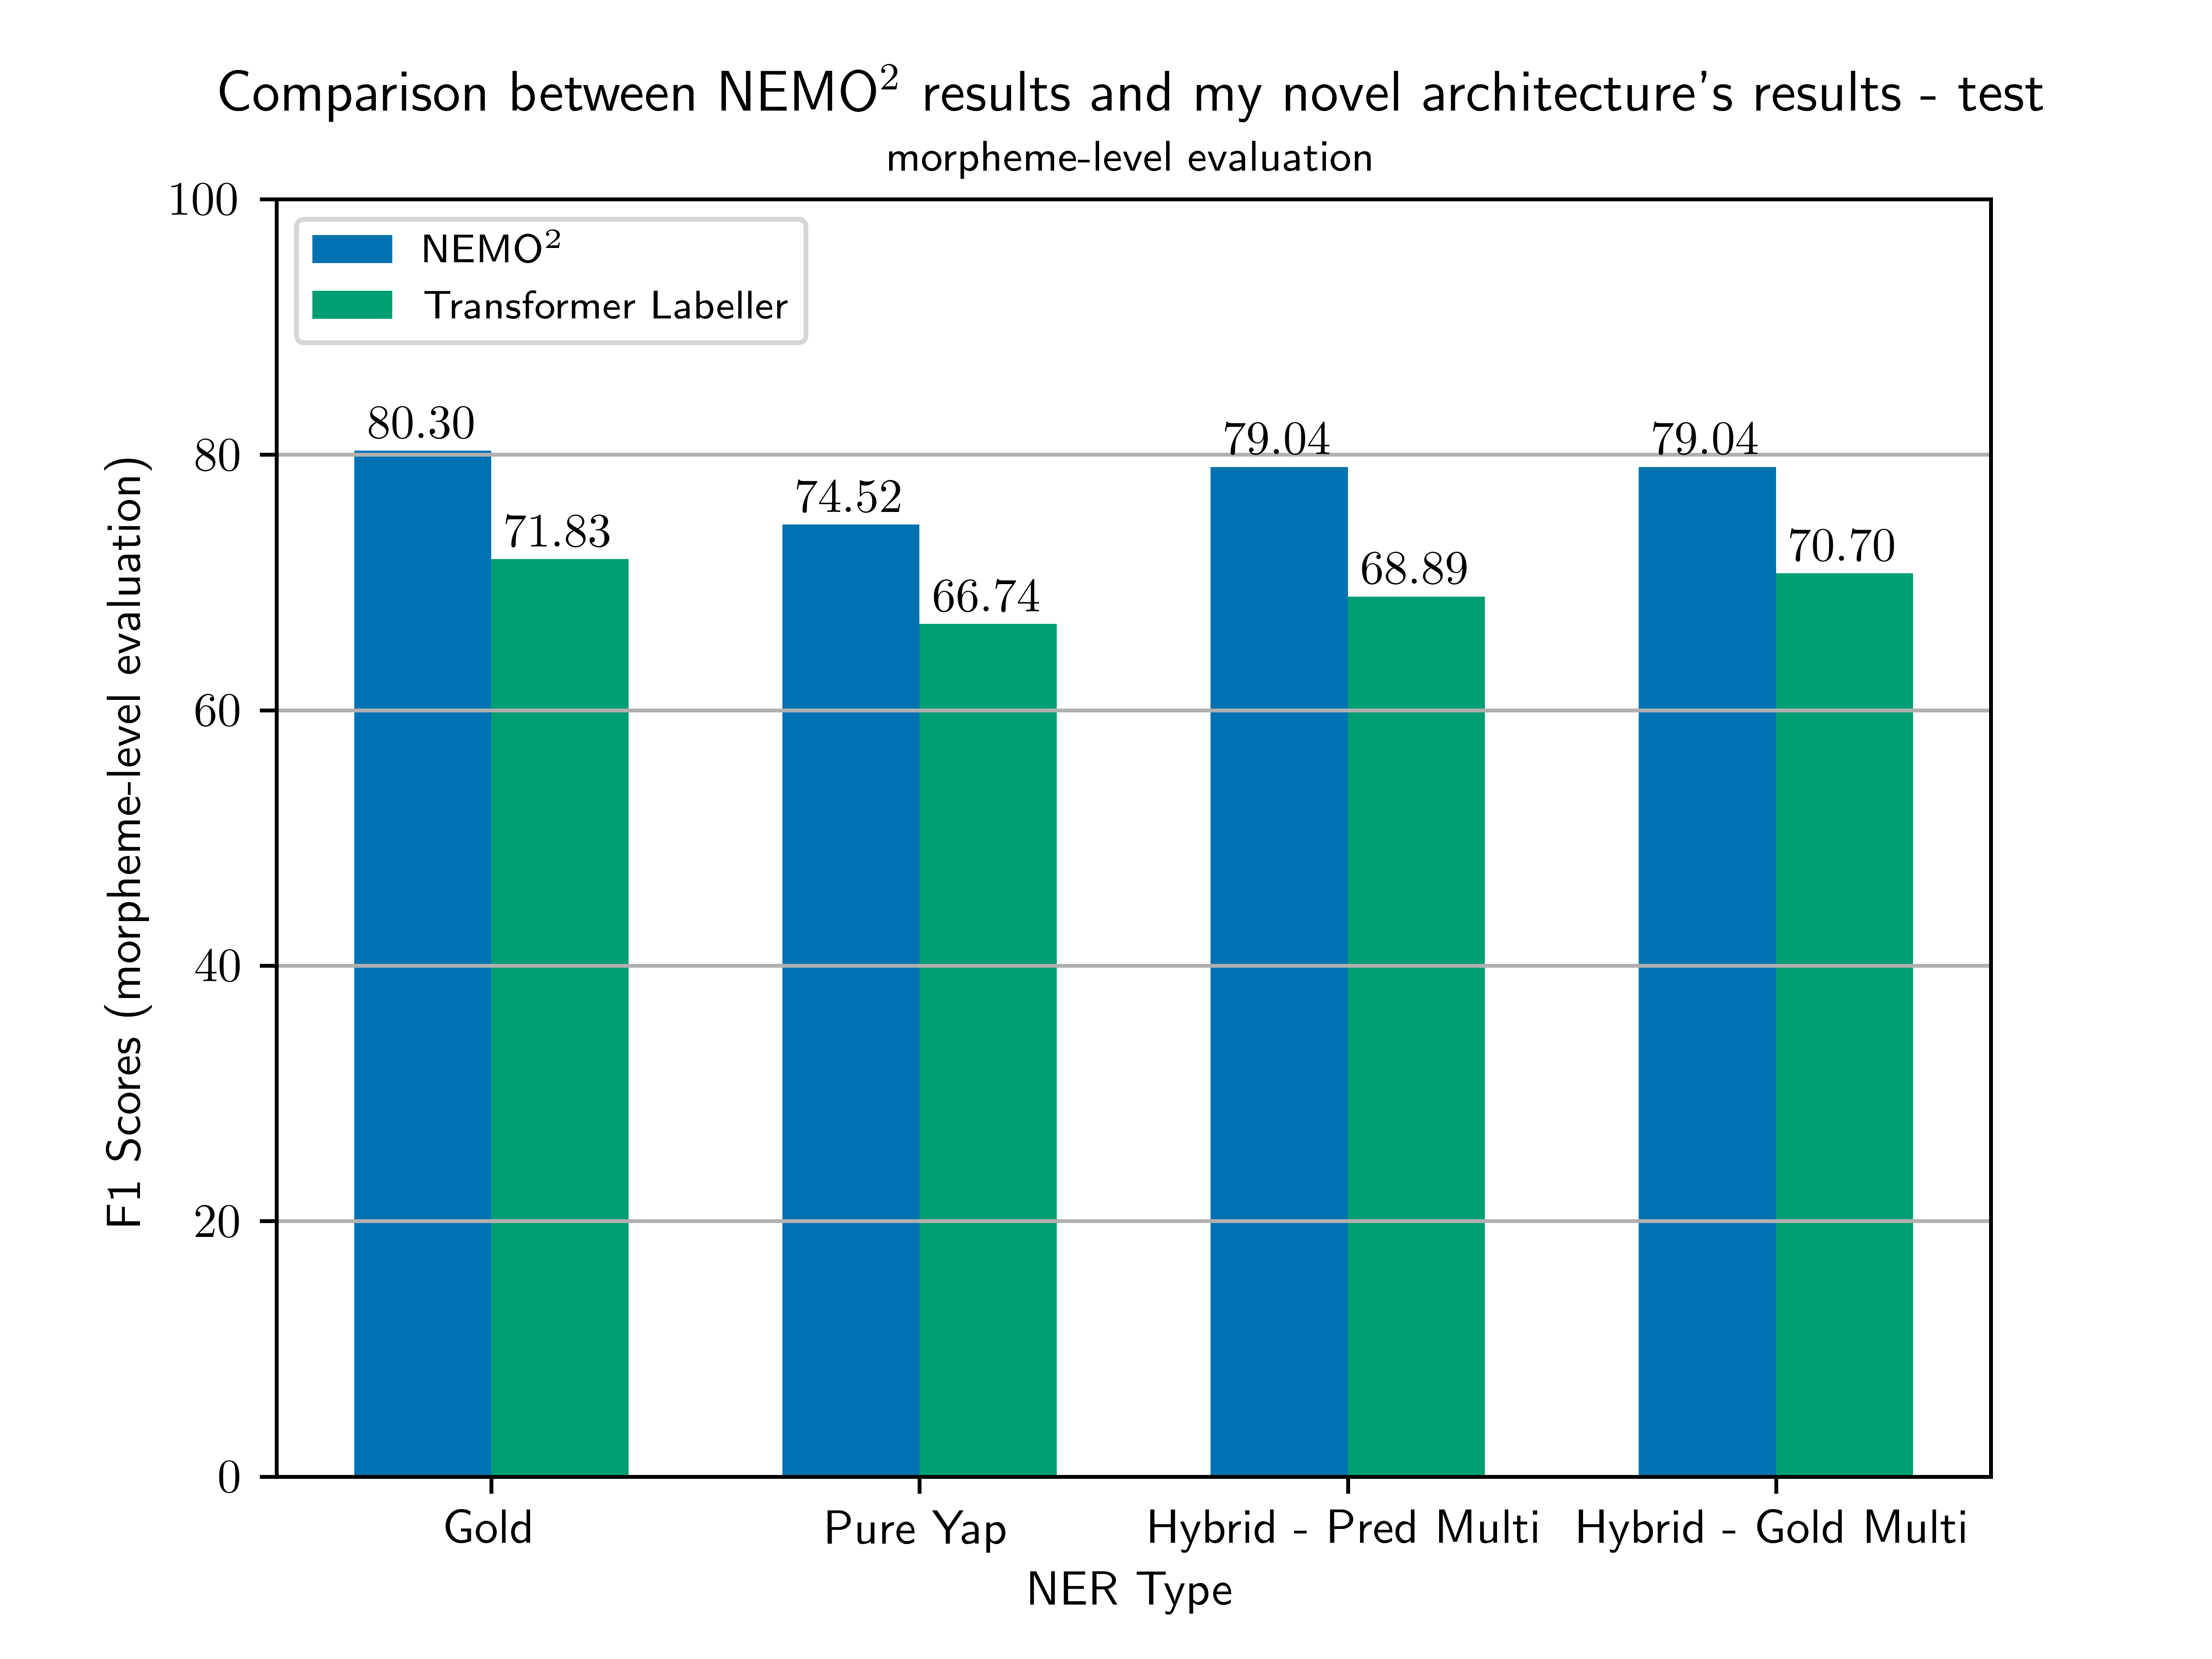 Comparison between NEMO² results and my novel architecture's results - test
morpheme-level evaluation
NEMO²
Transformer Labeller
F1 Scores (morpheme-level evaluation)
100
80
60
40
20
0
80.30
71.83
74.52
66.74
79.04
68.89
79.04
70.70
Gold
Pure Yap
Hybrid - Pred Multi
Hybrid - Gold Multi
NER Type